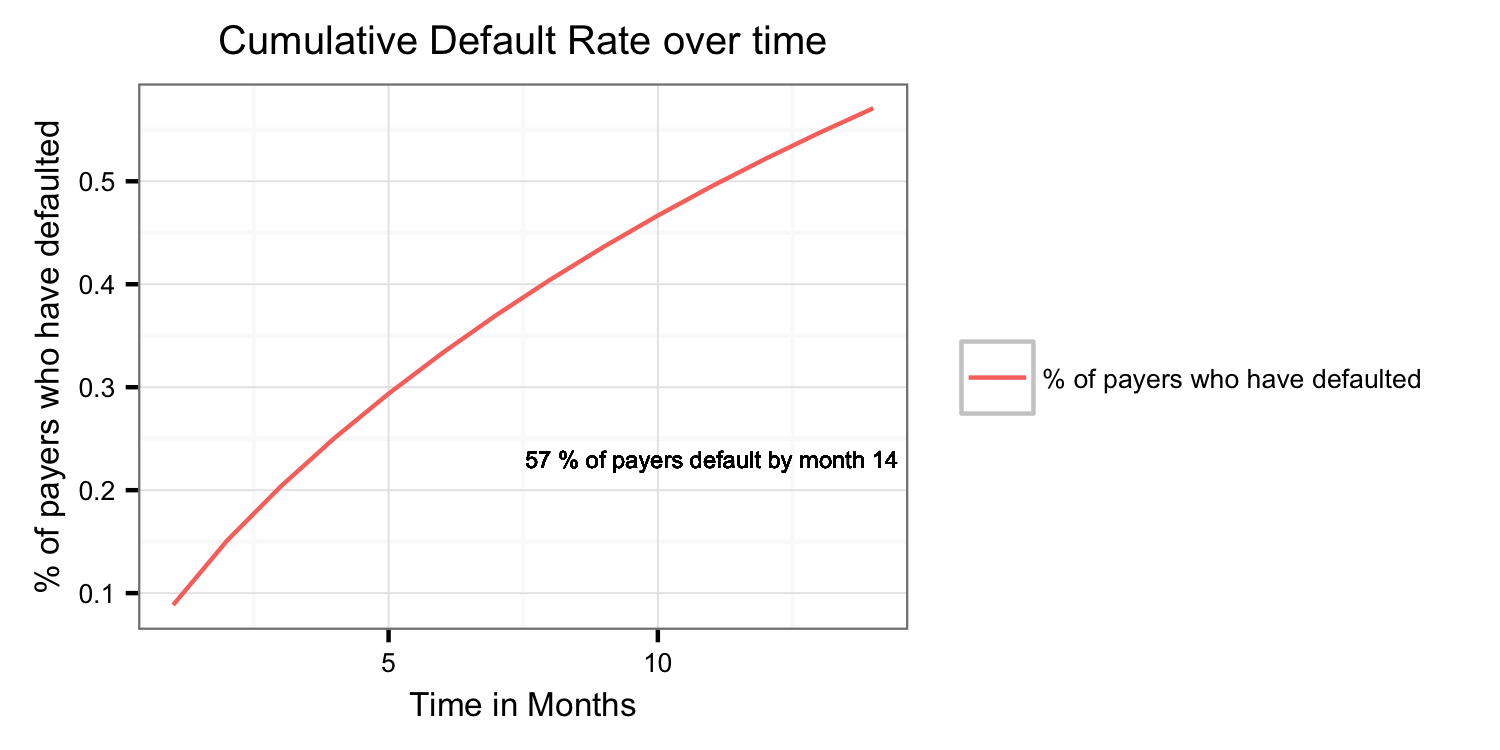 Cumulative Default Rate over time
% of payers who have defaulted
0.5
0.4
0.3
0.2
0.1
57 % of payers default by month 14
5
10
Time in Months
% of payers who have defaulted